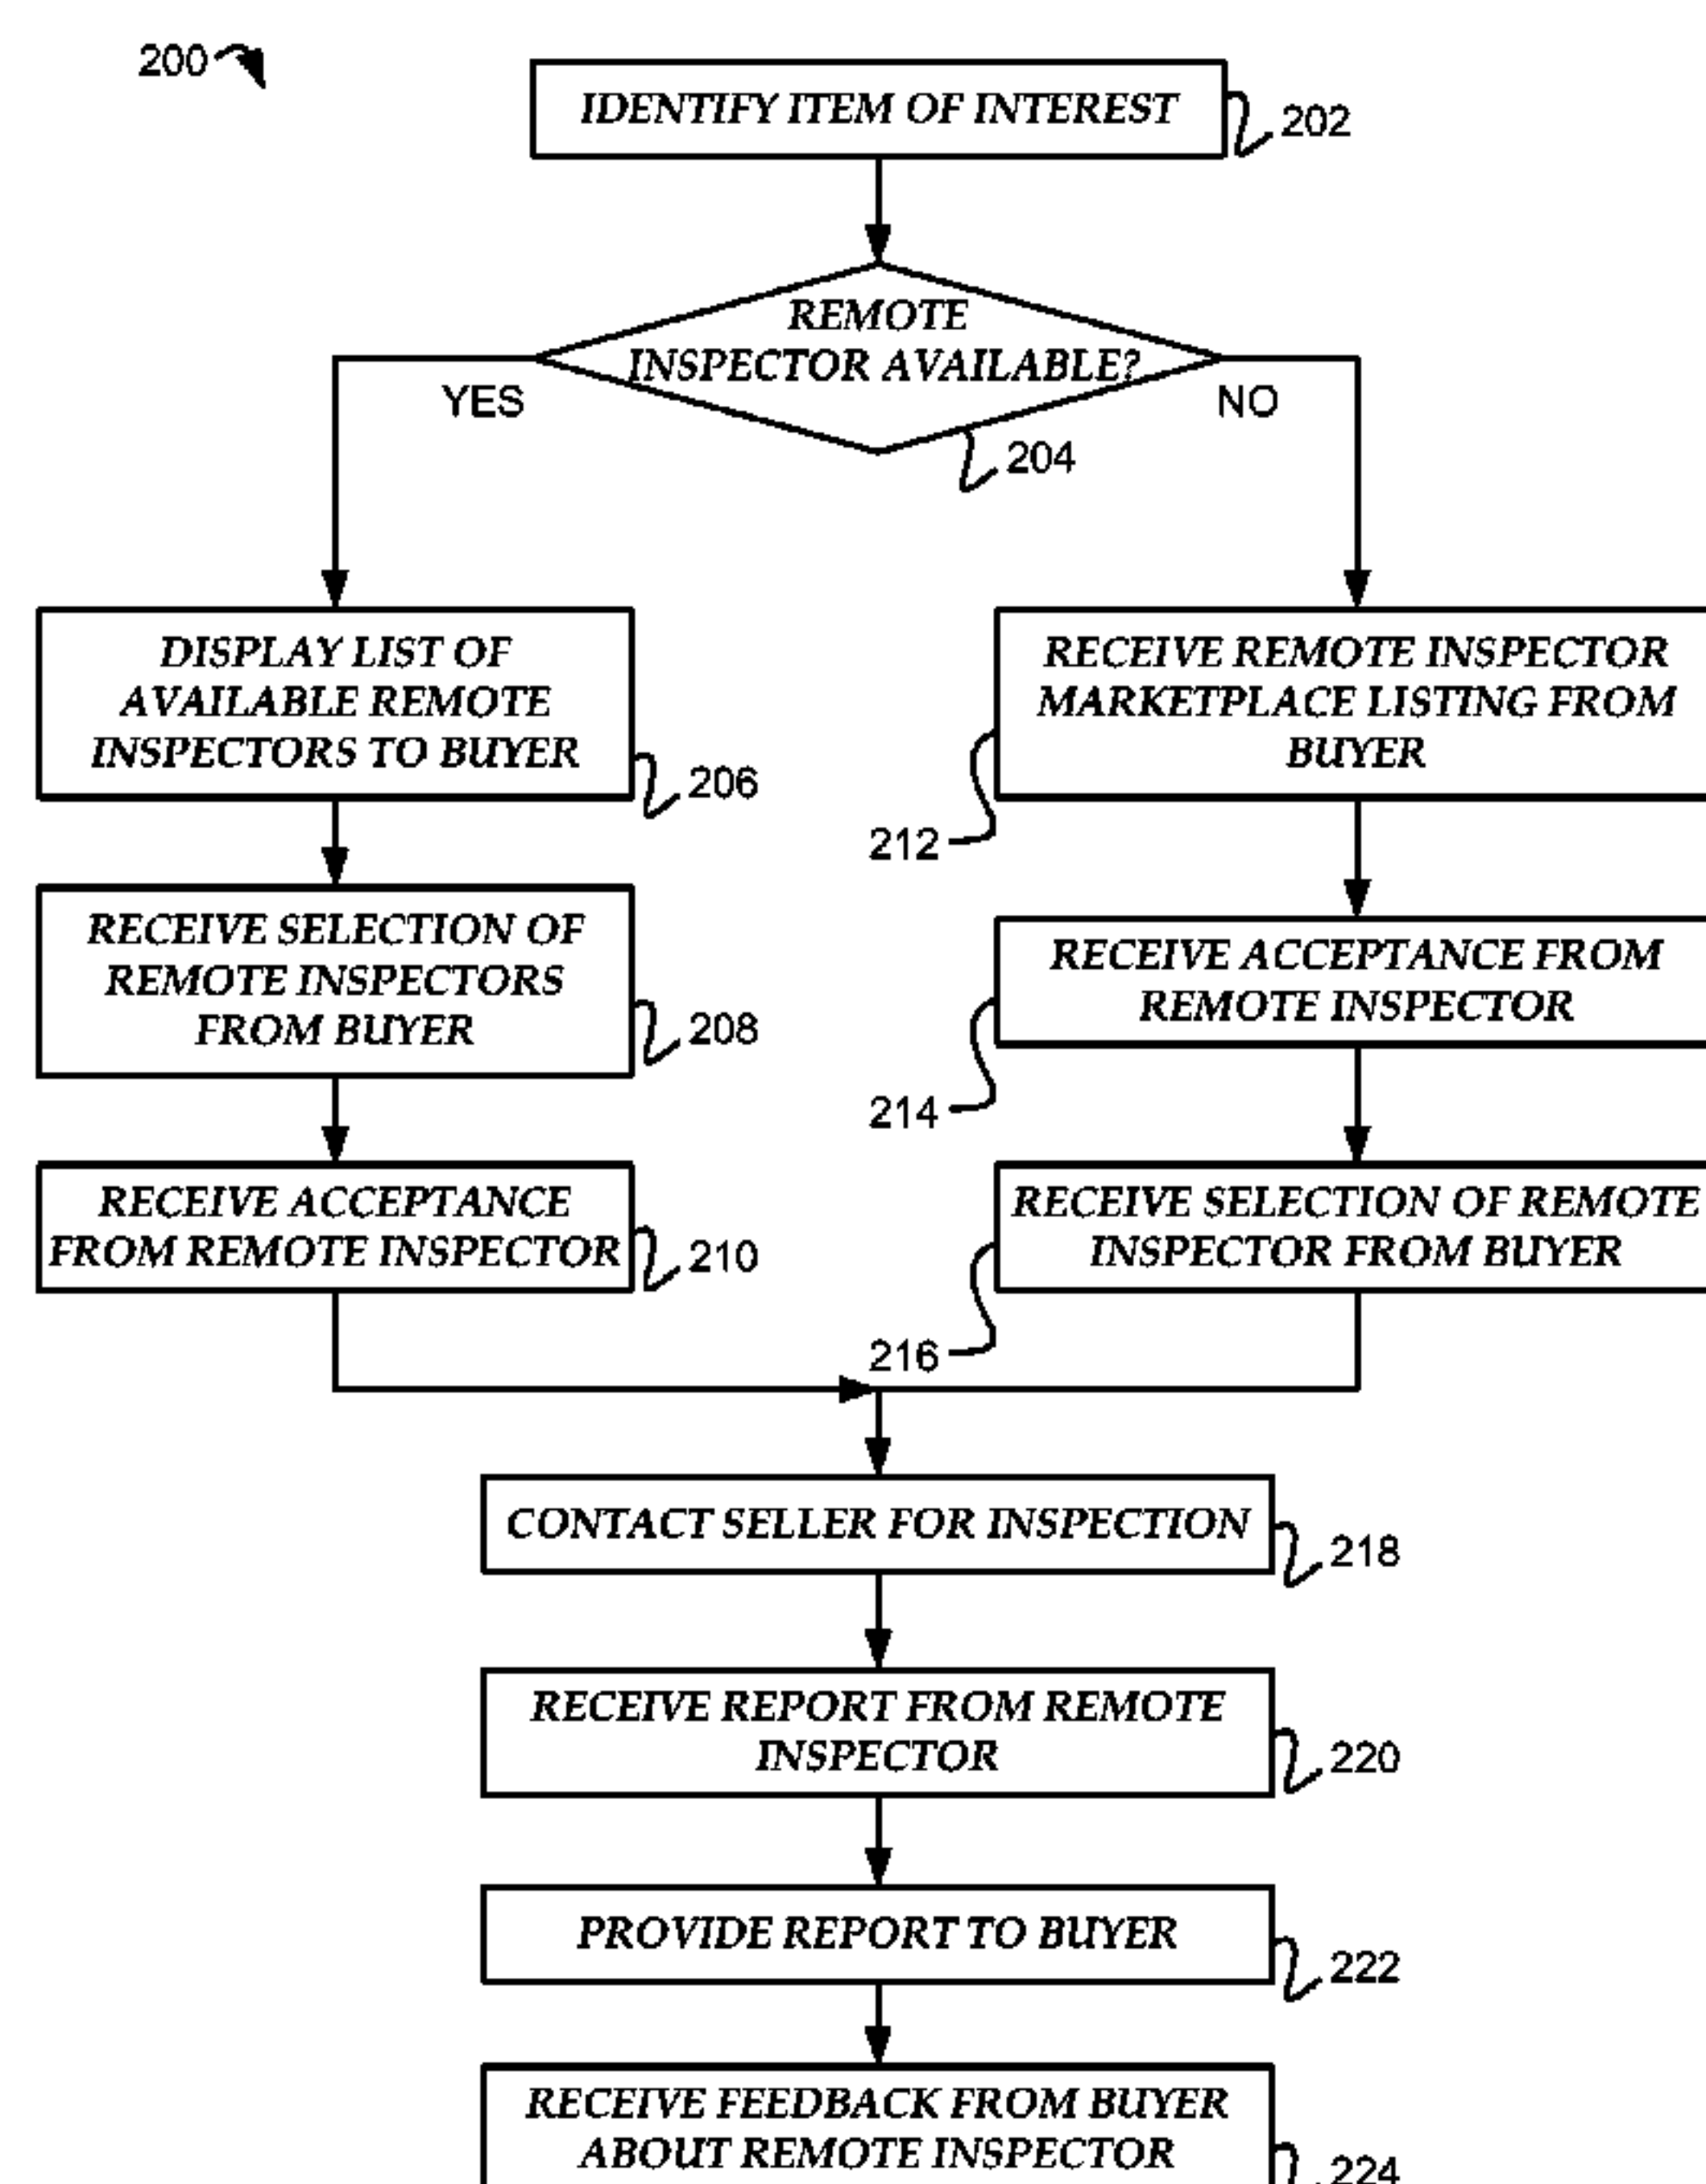 200
IDENTIFY ITEM OF INTEREST
202
REMOTE
INSPECTOR AVAILABLE?
YES
NO
204
DISPLAY LIST OF
AVAILABLE REMOTE
INSPECTORS TO BUYER
206
RECEIVE REMOTE INSPECTOR
MARKETPLACE LISTING FROM
BUYER
212
RECEIVE SELECTION OF
REMOTE INSPECTORS
FROM BUYER
208
RECEIVE ACCEPTANCE FROM
REMOTE INSPECTOR
214
RECEIVE ACCEPTANCE
FROM REMOTE INSPECTOR
210
RECEIVE SELECTION OF REMOTE
INSPECTOR FROM BUYER
216
CONTACT SELLER FOR INSPECTION
218
RECEIVE REPORT FROM REMOTE
INSPECTOR
220
PROVIDE REPORT TO BUYER
222
RECEIVE FEEDBACK FROM BUYER
ABOUT REMOTE INSPECTOR
224